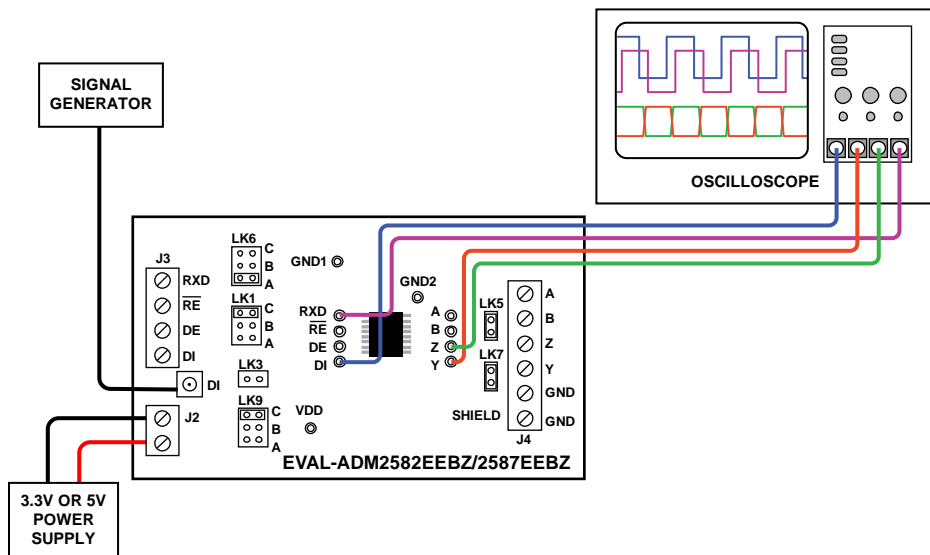 SIGNAL
GENERATOR
OSCILLOSCOPE
J3
RXD
RE
DE
DI
DI
J2
LK6
C
B
A
LK1
C
B
A
LK3
LK9
C
B
A
GND1
GND2
VDD
RXD
RE
DE
DI
A
B
Z
Y
LK5
LK7
A
B
Z
Y
GND
SHIELD
GND
J4
EVAL-ADM2582EEBZ/2587EEBZ
3.3V OR 5V
POWER
SUPPLY